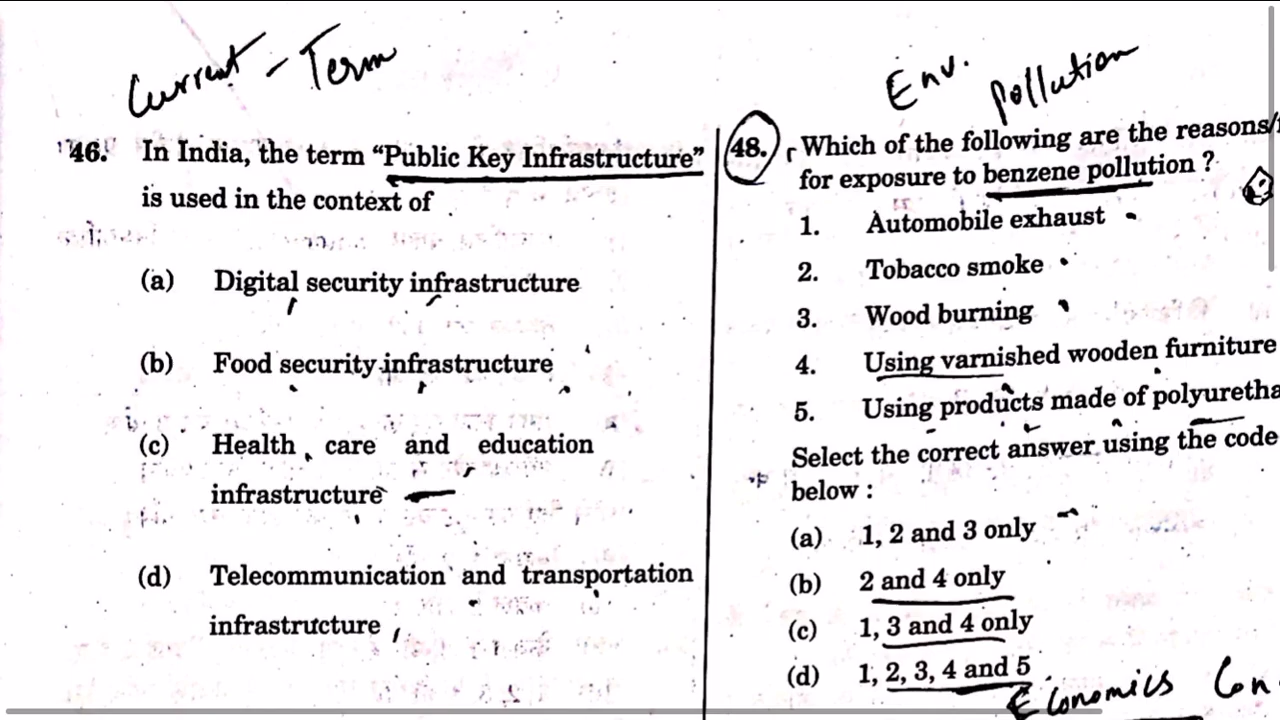 Current - Term
46. In India, the term “Public Key Infrastructure”
is used in the context of
(a) Digital security infrastructure
(b) Food security infrastructure
(c) Health care and education
infrastructure
(d) Telecommunication and transportation
infrastructure
Env. Pollution
48. Which of the following are the reasons/
for exposure to benzene pollution ?
1. Automobile exhaust
2. Tobacco smoke
3. Wood burning
4. Using varnished wooden furniture
5. Using products made of polyuretha
Select the correct answer using the code
below :
(a) 1, 2 and 3 only
(b) 2 and 4 only
(c) 1, 3 and 4 only
(d) 1, 2, 3, 4 and 5
Economics Con